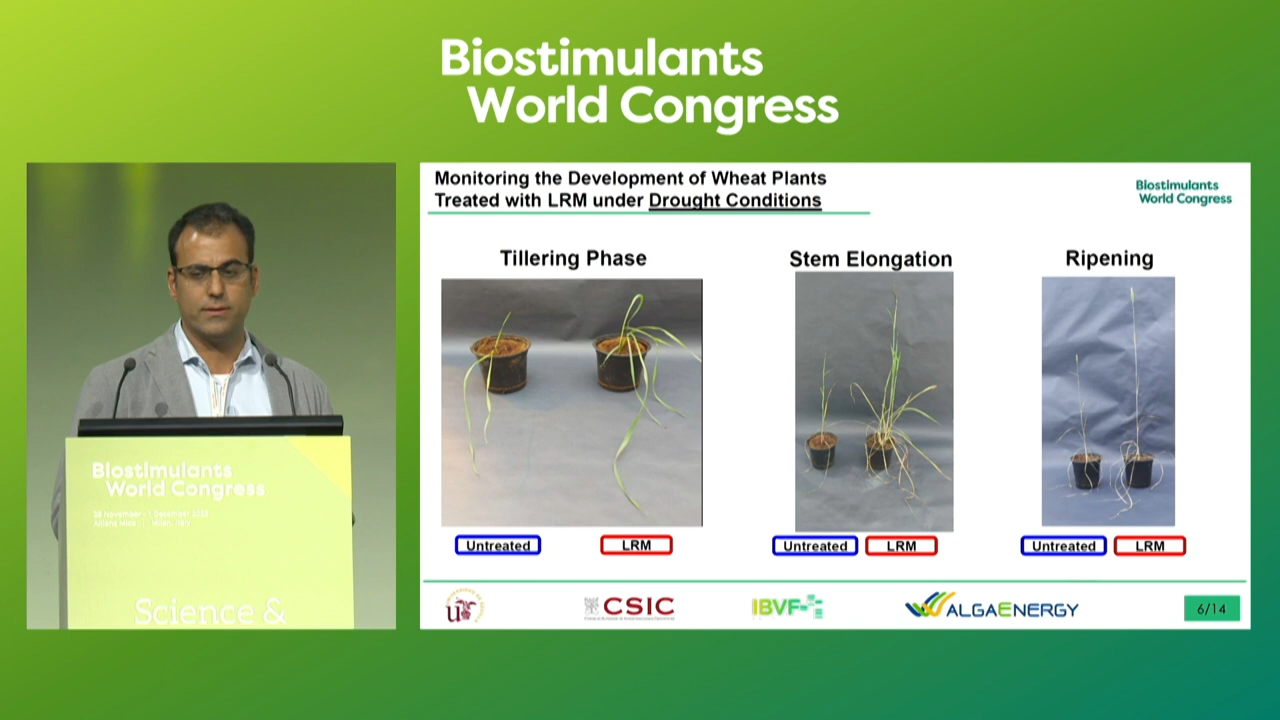 Biostimulants
World Congress
Monitoring the Development of Wheat Plants
Treated with LRM under Drought Conditions
Biostimulants
World Congress
Tillering Phase
Stem Elongation
Ripening
Untreated
LRM
Untreated
LRM
Untreated
LRM
CSIC
IBVF
ALGAENERGY
6/14
Biostimulants
World Congress
Milan, Italy
Science &